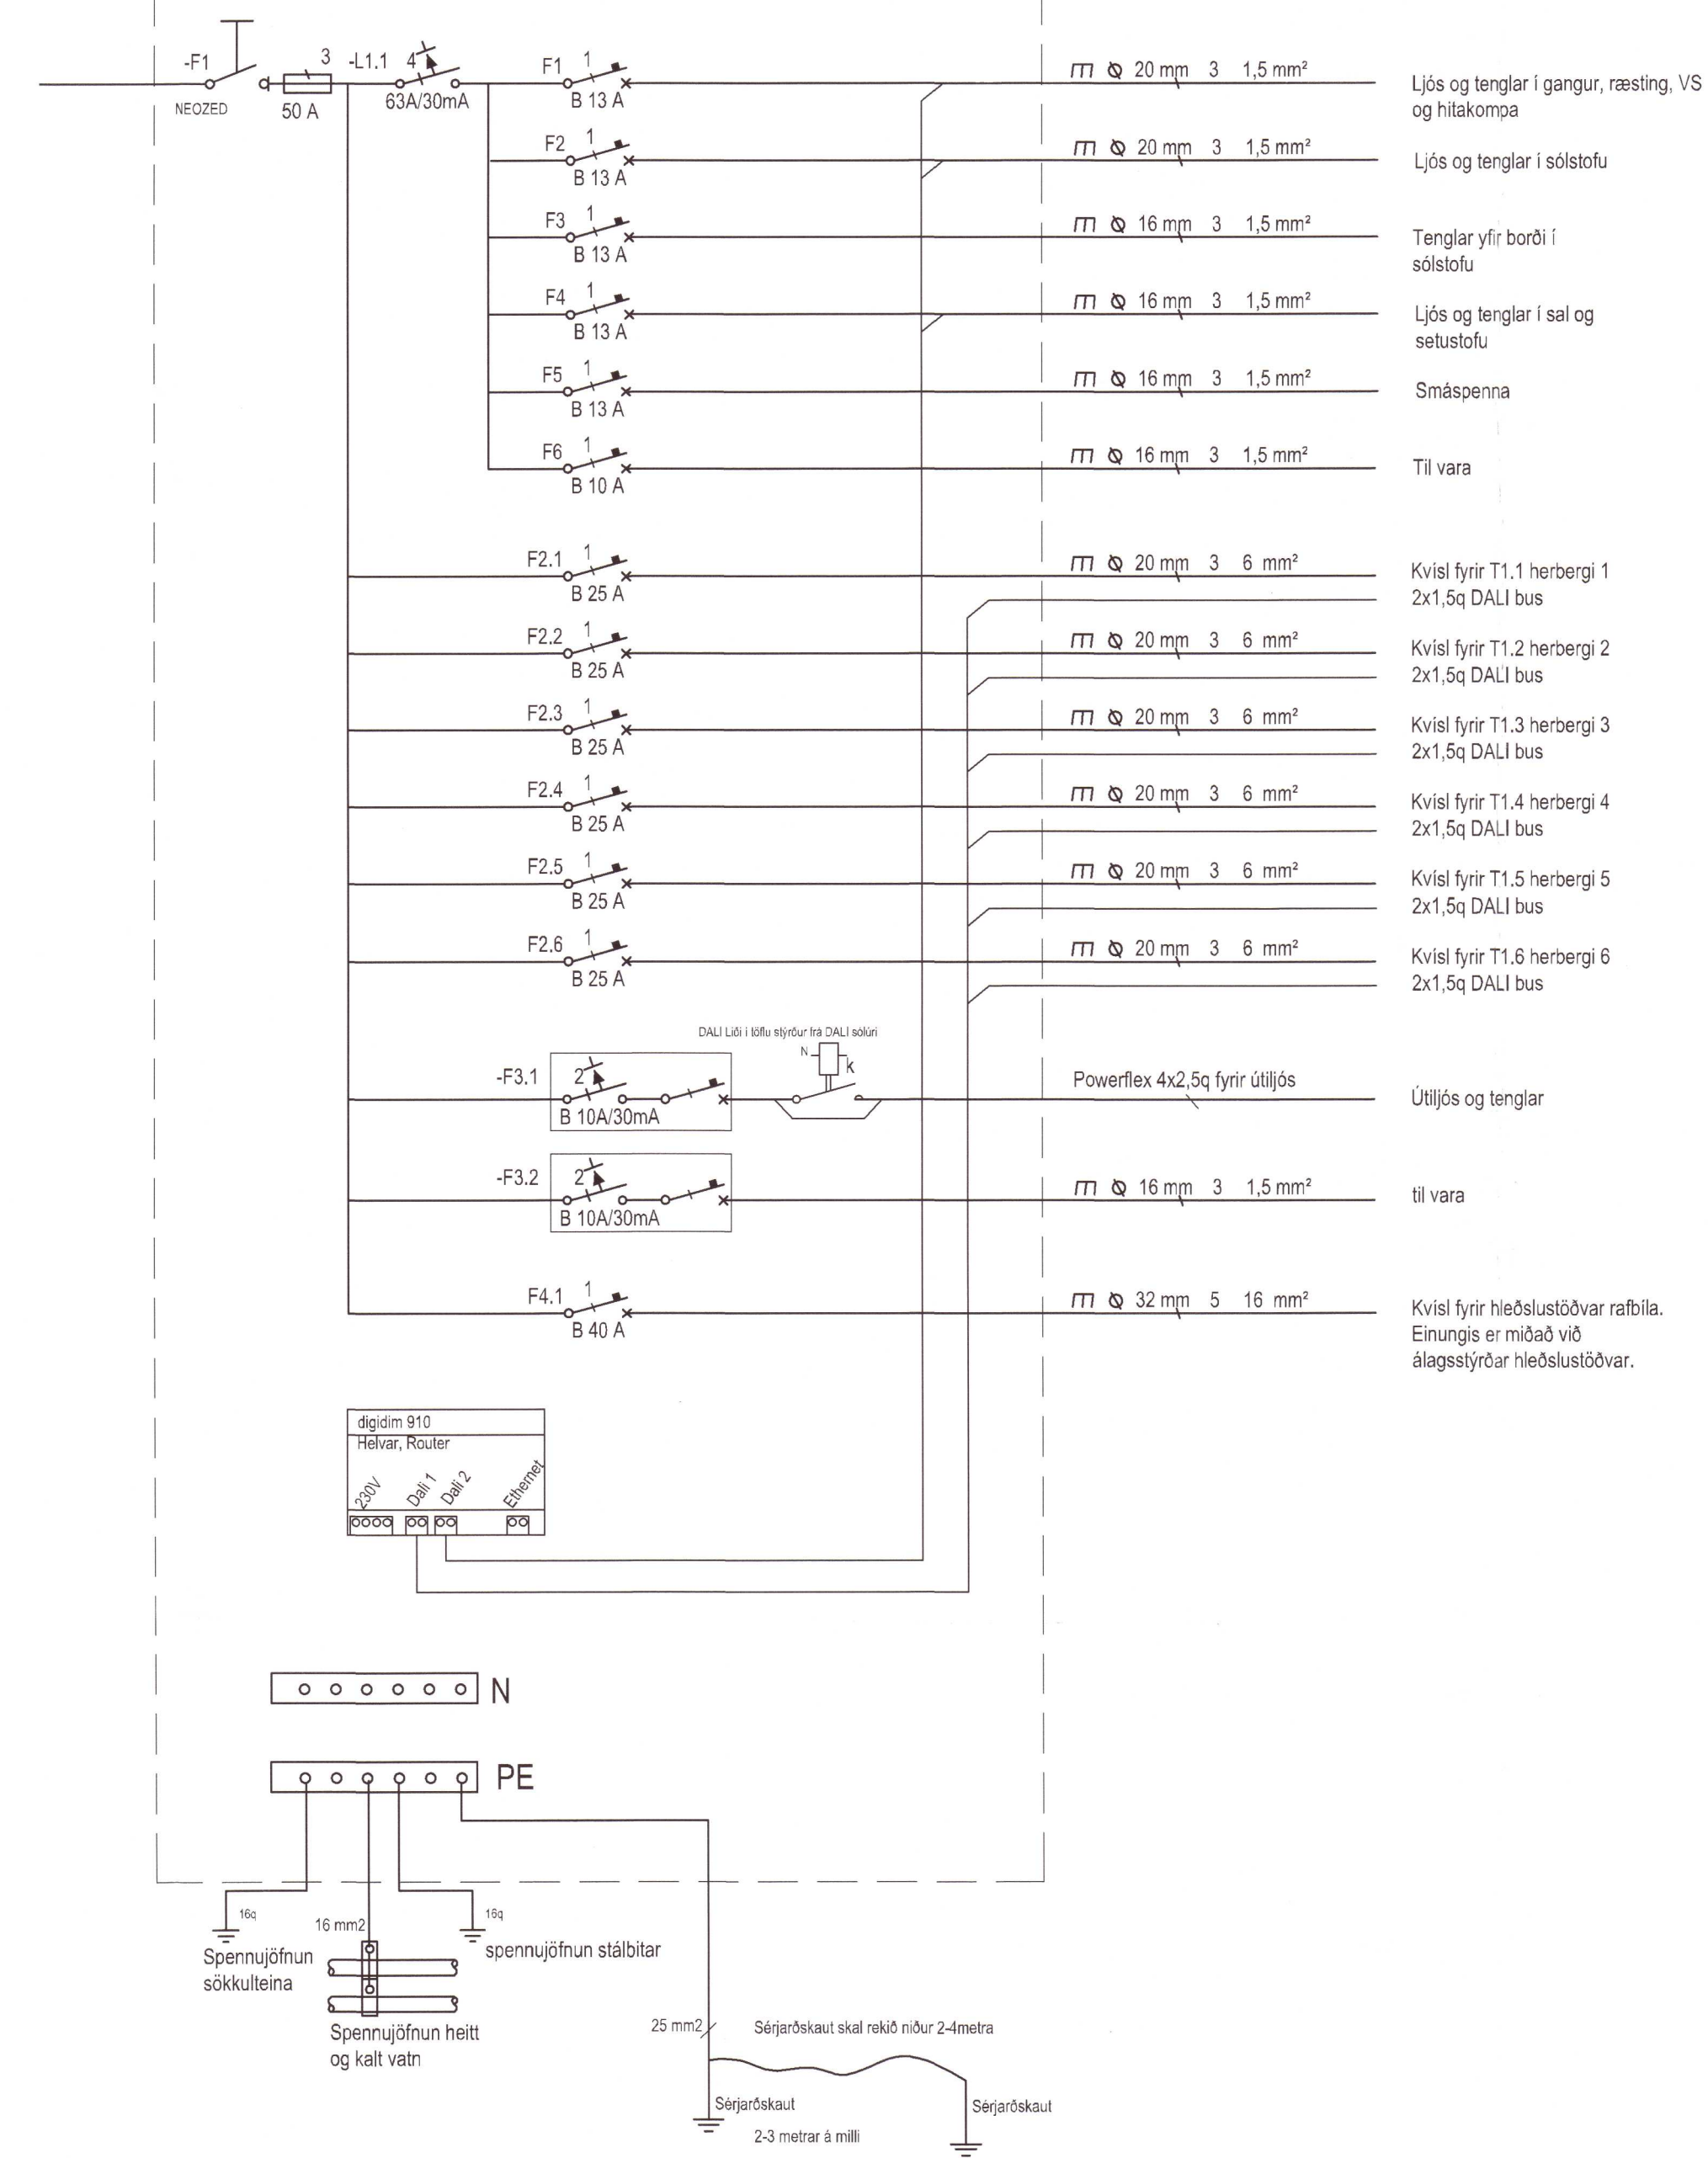 -F1
NEOZED
3
50 A
-L1.1
4
63A/30mA
F1
1
B 13 A
20 mm 3 1,5 mm²
Ljós og tenglar í gangur, ræsting, VS
og hitakompa
F2
1
B 13 A
20 mm 3 1,5 mm²
Ljós og tenglar í sólstofu
F3
1
B 13 A
16 mm 3 1,5 mm²
Tenglar yfir borði í
sólstofu
F4
1
B 13 A
16 mm 3 1,5 mm²
Ljós og tenglar í sal og
setustofu
F5
1
B 13 A
16 mm 3 1,5 mm²
Smáspenna
F6
1
B 10 A
16 mm 3 1,5 mm²
Til vara
F2.1
1
B 25 A
20 mm 3 6 mm²
Kvísl fyrir T1.1 herbergi 1
2x1,5q DALI bus
F2.2
1
B 25 A
20 mm 3 6 mm²
Kvísl fyrir T1.2 herbergi 2
2x1,5q DALI bus
F2.3
1
B 25 A
20 mm 3 6 mm²
Kvísl fyrir T1.3 herbergi 3
2x1,5q DALI bus
F2.4
1
B 25 A
20 mm 3 6 mm²
Kvísl fyrir T1.4 herbergi 4
2x1,5q DALI bus
F2.5
1
B 25 A
20 mm 3 6 mm²
Kvísl fyrir T1.5 herbergi 5
2x1,5q DALI bus
F2.6
1
B 25 A
20 mm 3 6 mm²
Kvísl fyrir T1.6 herbergi 6
2x1,5q DALI bus
DALI Liði í töflu stýrður frá DALI sólúri
N
k
-F3.1
2
B 10A/30mA
Powerflex 4x2,5q fyrir útiljós
Útiljós og tenglar
-F3.2
2
B 10A/30mA
16 mm 3 1,5 mm²
til vara
F4.1
1
B 40 A
32 mm 5 16 mm²
Kvísl fyrir hleðslustöðvar rafbíla.
Einungis er miðað við
álagsstýrðar hleðslustöðvar.
digidim 910
Helvar, Router
230V
Dali 1
Dali 2
Ethernet
N
PE
16q
16 mm2
16q
Spennujöfnun
sökkulteina
spennujöfnun stálbitar
Spennujöfnun heitt
og kalt vatn
25 mm2
Sérjarðskaut skal rekið niður 2-4metra
Sérjarðskaut
Sérjarðskaut
2-3 metrar á milli